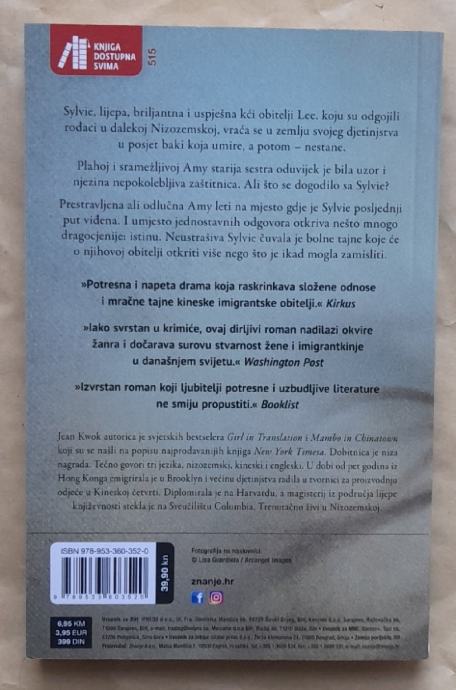 KNJIGA
DOSTUPNA
SVIMA
515
Sylvie, lijepa, briljantna i uspješna kći obitelji Lee, koju su odgojili
rođaci u dalekoj Nizozemskoj, vraća se u zemlju svojeg djetinjstva
u posjet baki koja umire, a potom – nestane.
Plahoj i sramežljivoj Amy starija sestra oduvijek je bila uzor i
njezina nepokolebljiva zaštitnica. Ali što se dogodilo sa Sylvie?
Prestravljena ali odlučna Amy leti na mjesto gdje je Sylvie posljednji
put viđena. I umjesto jednostavnih odgovora otkriva nešto mnogo
dragocjenije: istinu. Neustrašiva Sylvie čuvala je bolne tajne koje će
o njihovoj obitelji otkriti više nego što je ikad mogla zamisliti.
»Potresna i napeta drama koja raskrinkava složene odnose
i mračne tajne kineske imigrantske obitelji.« Kirkus
»Iako svrstan u krimiće, ovaj dirljivi roman nadilazi okvire
žanra i dočarava surovu stvarnost žene i imigrantkinje
u današnjem svijetu.« Washington Post
»Izvrstan roman koji ljubitelji potresne i uzbudljive literature
ne smiju propustiti.« Booklist
Jean Kwok autorica je svjetskih bestselera Girl in Translation i Mambo in Chinatown
koji su se našli na popisu najprodavanijih knjiga New York Timesa. Dobitnica je niza
nagrada. Tečno govori tri jezika, nizozemski, kineski i engleski. U dobi od pet godina iz
Hong Konga emigrirala je u Brooklyn i većinu djetinjstva radila u tvornici za proizvodnju
odjeće u Kineskoj četvrti. Diplomirala je na Harvardu, a magisterij iz područja lijepe
književnosti stekla je na Sveučilištu Columbia. Trenutačno živi u Nizozemskoj.
ISBN 978-953-360-352-0
9 789533 603520
39,90 kn
Fotografija na naslovnici:
© Lisa Guardiola / Arcangel Images
znanje.hr
6,95 KM
3,95 EUR
399 DIN